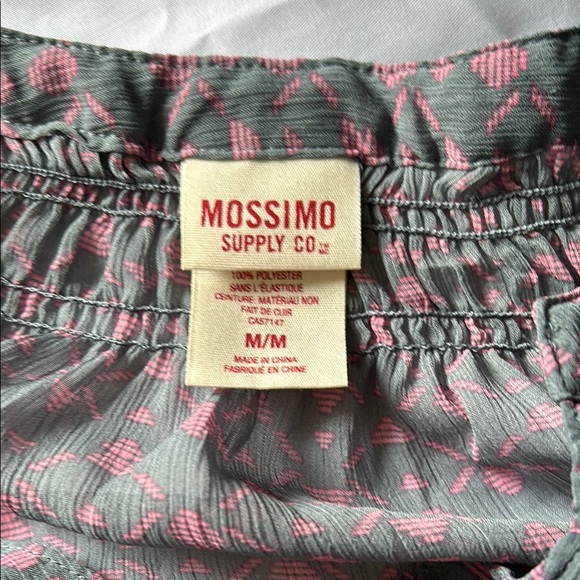 MOSSIMO
SUPPLY CO.™
100% POLYESTER
SANS L'ÉLASTIQUE
CEINTURE: MATÉRIAU NON
FAIT DE CUIR
CA57147
M/M
MADE IN CHINA
FABRIQUÉ EN CHINE